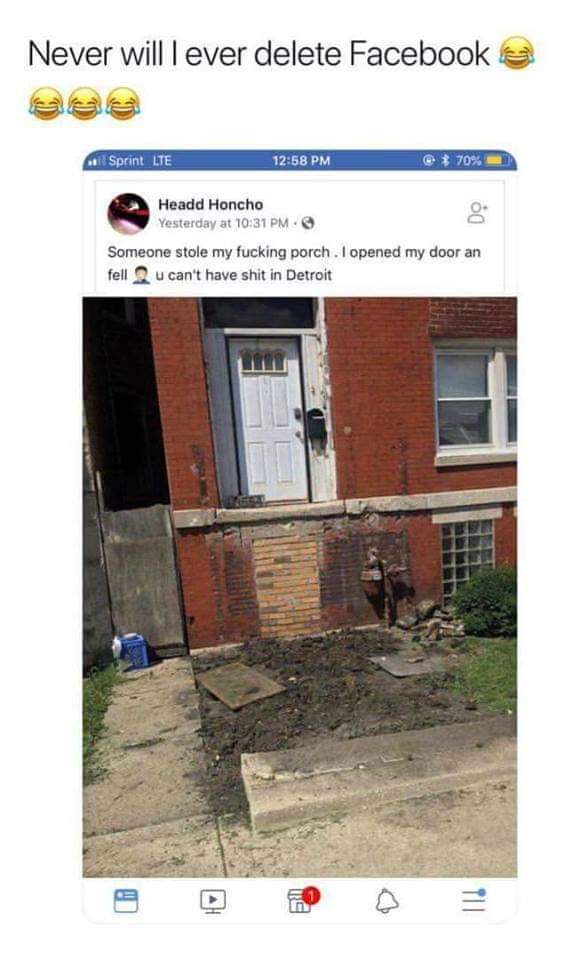 Never will I ever delete Facebook 😂
😂😂😂
Sprint LTE 12:58 PM 70%
Headd Honcho
Yesterday at 10:31 PM ·
Someone stole my fucking porch . I opened my door an
fell 🤦🏻‍♂️ u can't have shit in Detroit
1